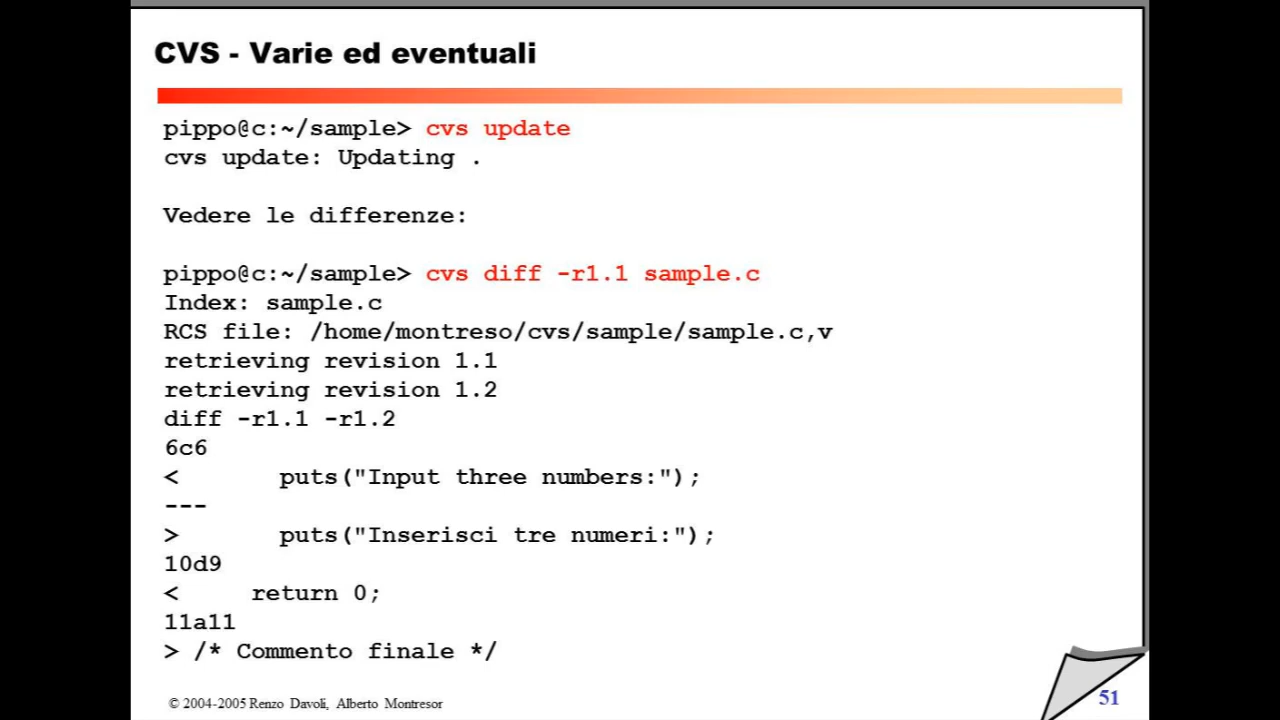 CVS - Varie ed eventuali
pippo@c:~/sample> cvs update
cvs update: Updating .
Vedere le differenze:
pippo@c:~/sample> cvs diff -r1.1 sample.c
Index: sample.c
RCS file: /home/montreso/cvs/sample/sample.c,v
retrieving revision 1.1
retrieving revision 1.2
diff -r1.1 -r1.2
6c6
<       puts("Input three numbers:");
---
>       puts("Inserisci tre numeri:");
10d9
<     return 0;
11a11
> /* Commento finale */
© 2004-2005 Renzo Davoli, Alberto Montresor
51